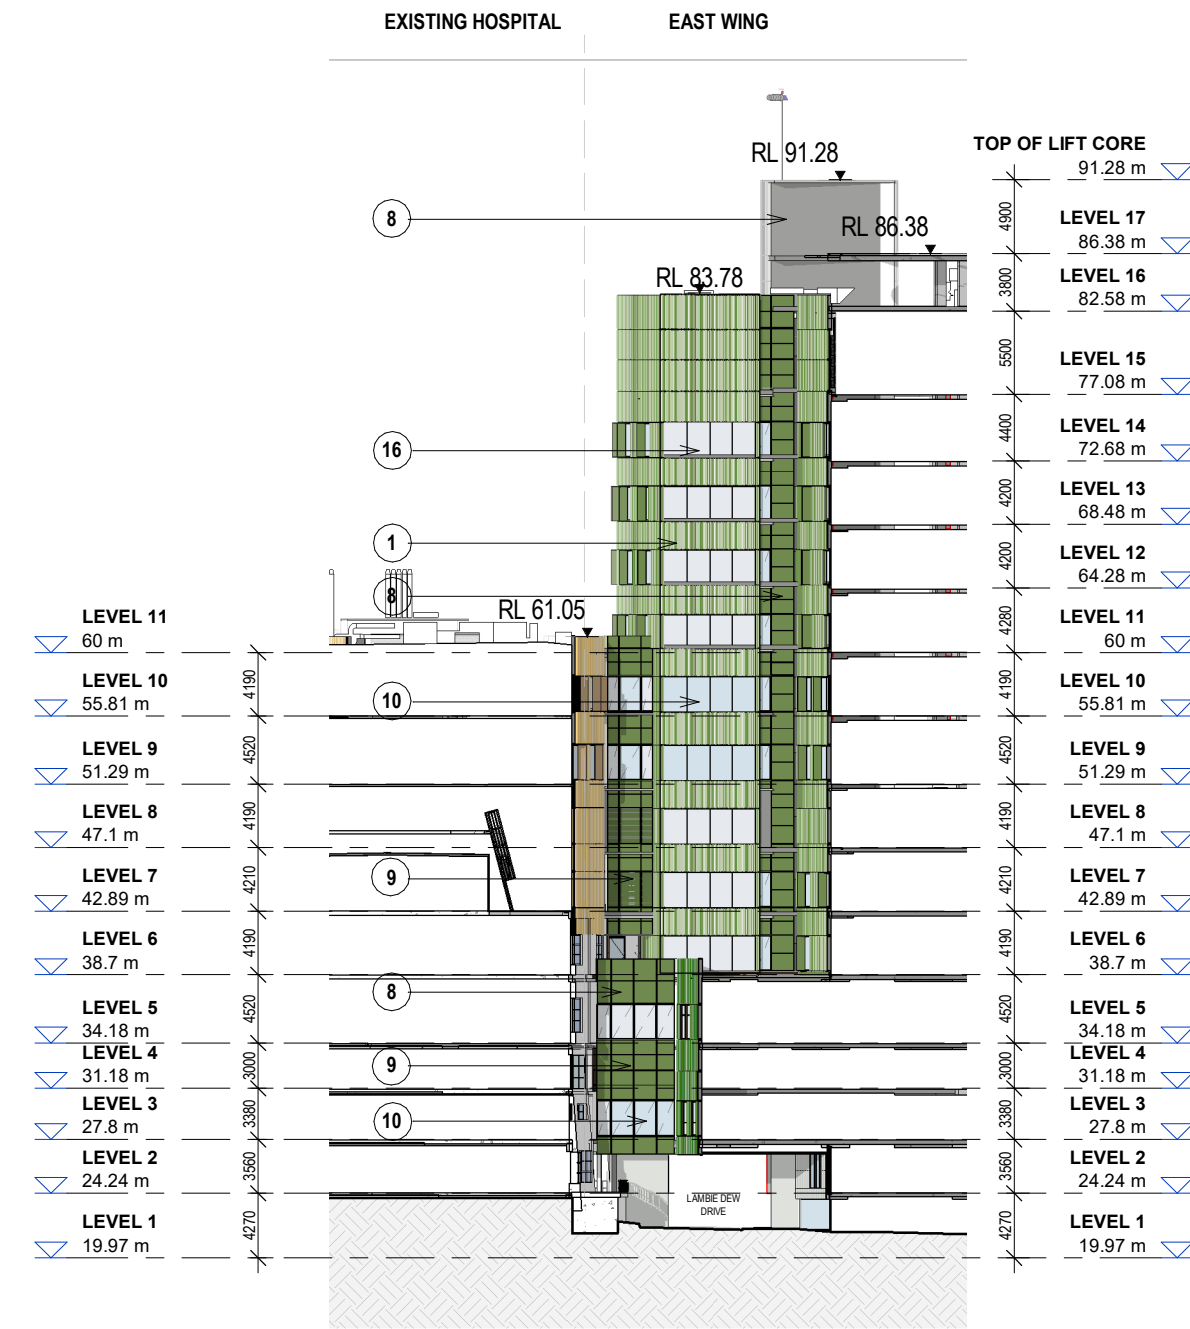 EXISTING HOSPITAL
EAST WING
RL 91.28
TOP OF LIFT CORE
91.28 m
4900
8
LEVEL 17
86.38 m
RL 86.38
RL 83.78
3800
LEVEL 16
82.58 m
5500
LEVEL 15
77.08 m
4400
LEVEL 14
72.68 m
16
4200
LEVEL 13
68.48 m
1
4200
LEVEL 12
64.28 m
8
RL 61.05
4280
LEVEL 11
60 m
LEVEL 11
60 m
4190
LEVEL 10
55.81 m
10
4190
LEVEL 10
55.81 m
4520
LEVEL 9
51.29 m
4520
LEVEL 9
51.29 m
4190
LEVEL 8
47.1 m
4190
LEVEL 8
47.1 m
4210
LEVEL 7
42.89 m
9
4210
LEVEL 7
42.89 m
4190
LEVEL 6
38.7 m
4190
LEVEL 6
38.7 m
8
4520
LEVEL 5
34.18 m
4520
LEVEL 5
34.18 m
LEVEL 4
31.18 m
3000
9
3000
LEVEL 4
31.18 m
LEVEL 3
27.8 m
3380
10
3380
LEVEL 3
27.8 m
LEVEL 2
24.24 m
3560
3560
LEVEL 2
24.24 m
LAMBIE DEW
DRIVE
LEVEL 1
19.97 m
4270
4270
LEVEL 1
19.97 m